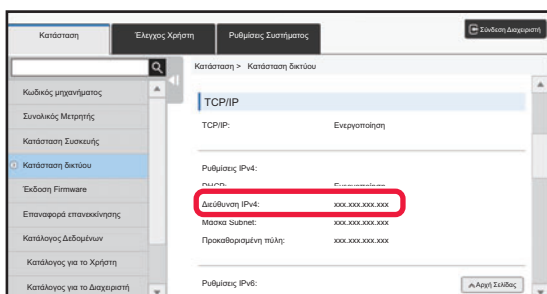 Κατάσταση
Έλεγχος Χρήστη
Ρυθμίσεις Συστήματος
Σύνδεση Διαχειριστή
Κατάσταση > Κατάσταση δικτύου
Κωδικός μηχανήματος
Συνολικός Μετρητής
Κατάσταση Συσκευής
Κατάσταση δικτύου
Έκδοση Firmware
Επαναφορά επανεκκίνησης
Κατάλογος Δεδομένων
Κατάλογος για το Χρήστη
Κατάλογος για το Διαχειριστή
TCP/IP
TCP/IP: Ενεργοποίηση
Ρυθμίσεις IPv4:
DHCP: Ενεργοποίηση
Διεύθυνση IPv4: xxx.xxx.xxx.xxx
Μάσκα Subnet: xxx.xxx.xxx.xxx
Προκαθορισμένη πύλη: xxx.xxx.xxx.xxx
Ρυθμίσεις IPv6:
Αρχή Σελίδας